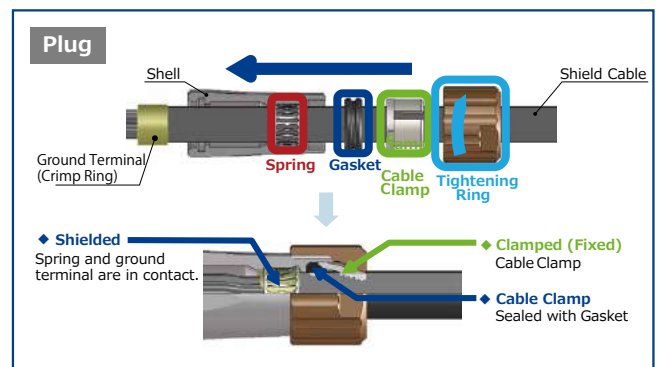 Plug
Shell
Shield Cable
Ground Terminal
(Crimp Ring)
Spring
Gasket
Cable
Clamp
Tightening
Ring
◆ Shielded
Spring and ground
terminal are in contact.
◆ Clamped (Fixed)
Cable Clamp
◆ Cable Clamp
Sealed with Gasket